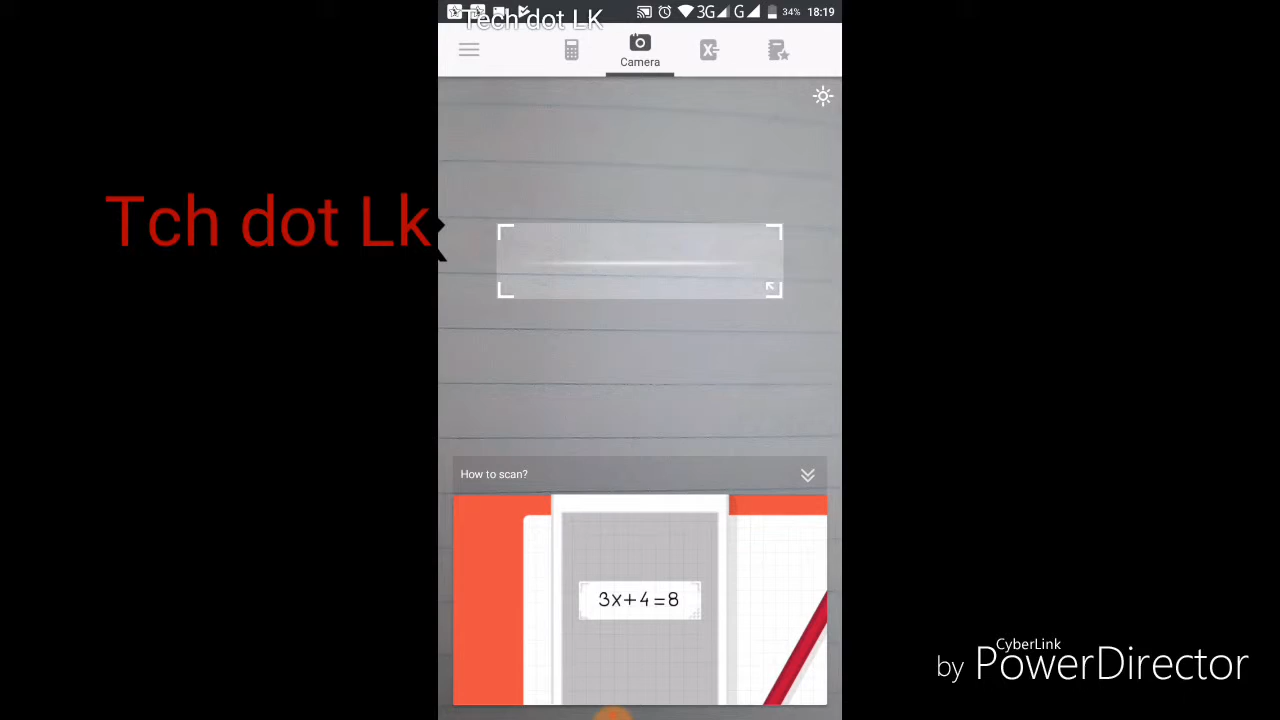 Tech dot LK
3G G 34% 18:19
Camera
Tch dot Lk
How to scan?
3x+4=8
CyberLink
by PowerDirector